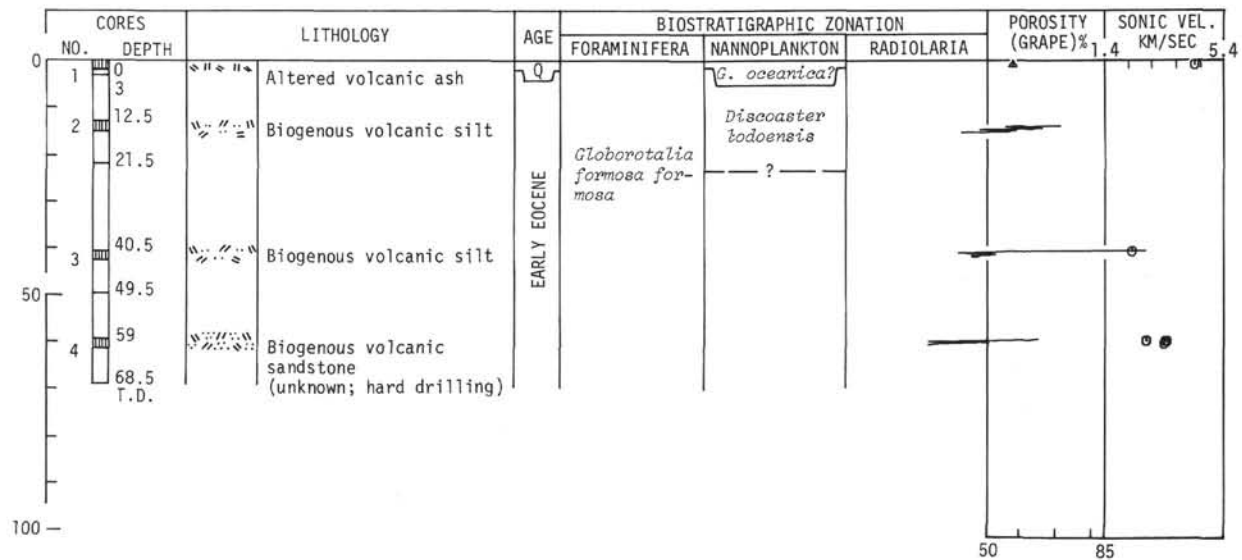 CORES
NO. DEPTH
LITHOLOGY
AGE
BIOSTRATIGRAPHIC ZONATION
FORAMINIFERA NANNOPLANKTON RADIOLARIA
POROSITY
(GRAPE)%
SONIC VEL.
KM/SEC
1.4 5.4
0
1 0
3
Altered volcanic ash
Q
G. oceanica?
12.5
2
Biogenous volcanic silt
Discoaster
lodoensis
21.5
Globorotalia
formosa for-
mosa
?
EARLY EOCENE
40.5
3
Biogenous volcanic silt
49.5
50
59
4
Biogenous volcanic
sandstone
(unknown; hard drilling)
68.5
T.D.
100
50 85